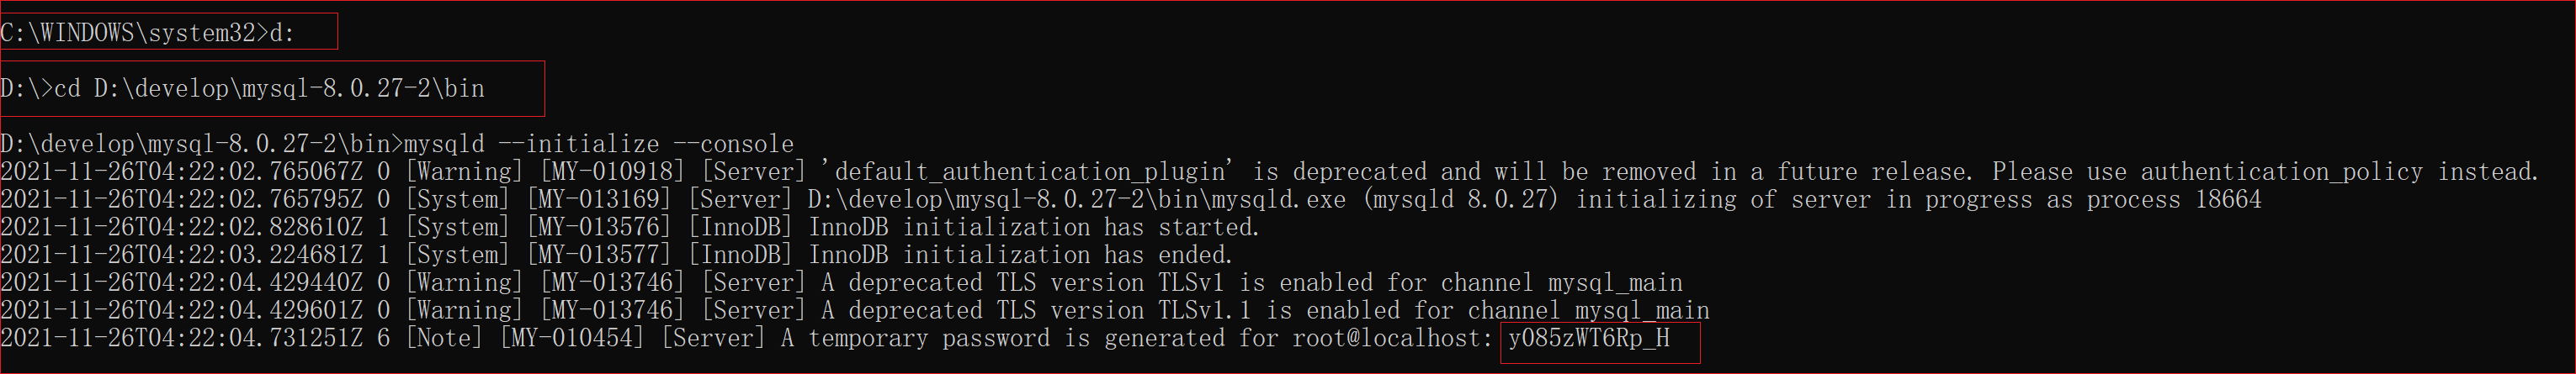 C:\WINDOWS\system32>d:
D:\>cd D:\develop\mysql-8.0.27-2\bin
D:\develop\mysql-8.0.27-2\bin>mysqld --initialize --console
2021-11-26T04:22:02.765067Z 0 [Warning] [MY-010918] [Server] 'default_authentication_plugin' is deprecated and will be removed in a future release. Please use authentication_policy instead.
2021-11-26T04:22:02.765795Z 0 [System] [MY-013169] [Server] D:\develop\mysql-8.0.27-2\bin\mysqld.exe (mysqld 8.0.27) initializing of server in progress as process 18664
2021-11-26T04:22:02.828610Z 1 [System] [MY-013576] [InnoDB] InnoDB initialization has started.
2021-11-26T04:22:03.224681Z 1 [System] [MY-013577] [InnoDB] InnoDB initialization has ended.
2021-11-26T04:22:04.429440Z 0 [Warning] [MY-013746] [Server] A deprecated TLS version TLSv1 is enabled for channel mysql_main
2021-11-26T04:22:04.429601Z 0 [Warning] [MY-013746] [Server] A deprecated TLS version TLSv1.1 is enabled for channel mysql_main
2021-11-26T04:22:04.731251Z 6 [Note] [MY-010454] [Server] A temporary password is generated for root@localhost: y085zWT6Rp_H